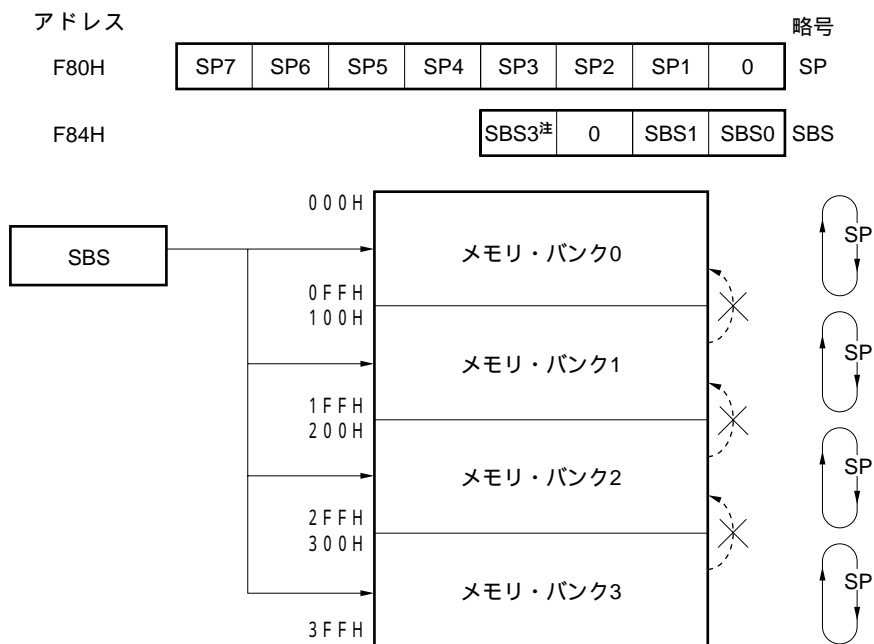 アドレス 略号
F80H SP7 SP6 SP5 SP4 SP3 SP2 SP1 0 SP
F84H SBS3注 0 SBS1 SBS0 SBS
000H
SBS メモリ・バンク0 SP
0FFH
100H
メモリ・バンク1 SP
1FFH
200H
メモリ・バンク2 SP
2FFH
300H
メモリ・バンク3 SP
3FFH